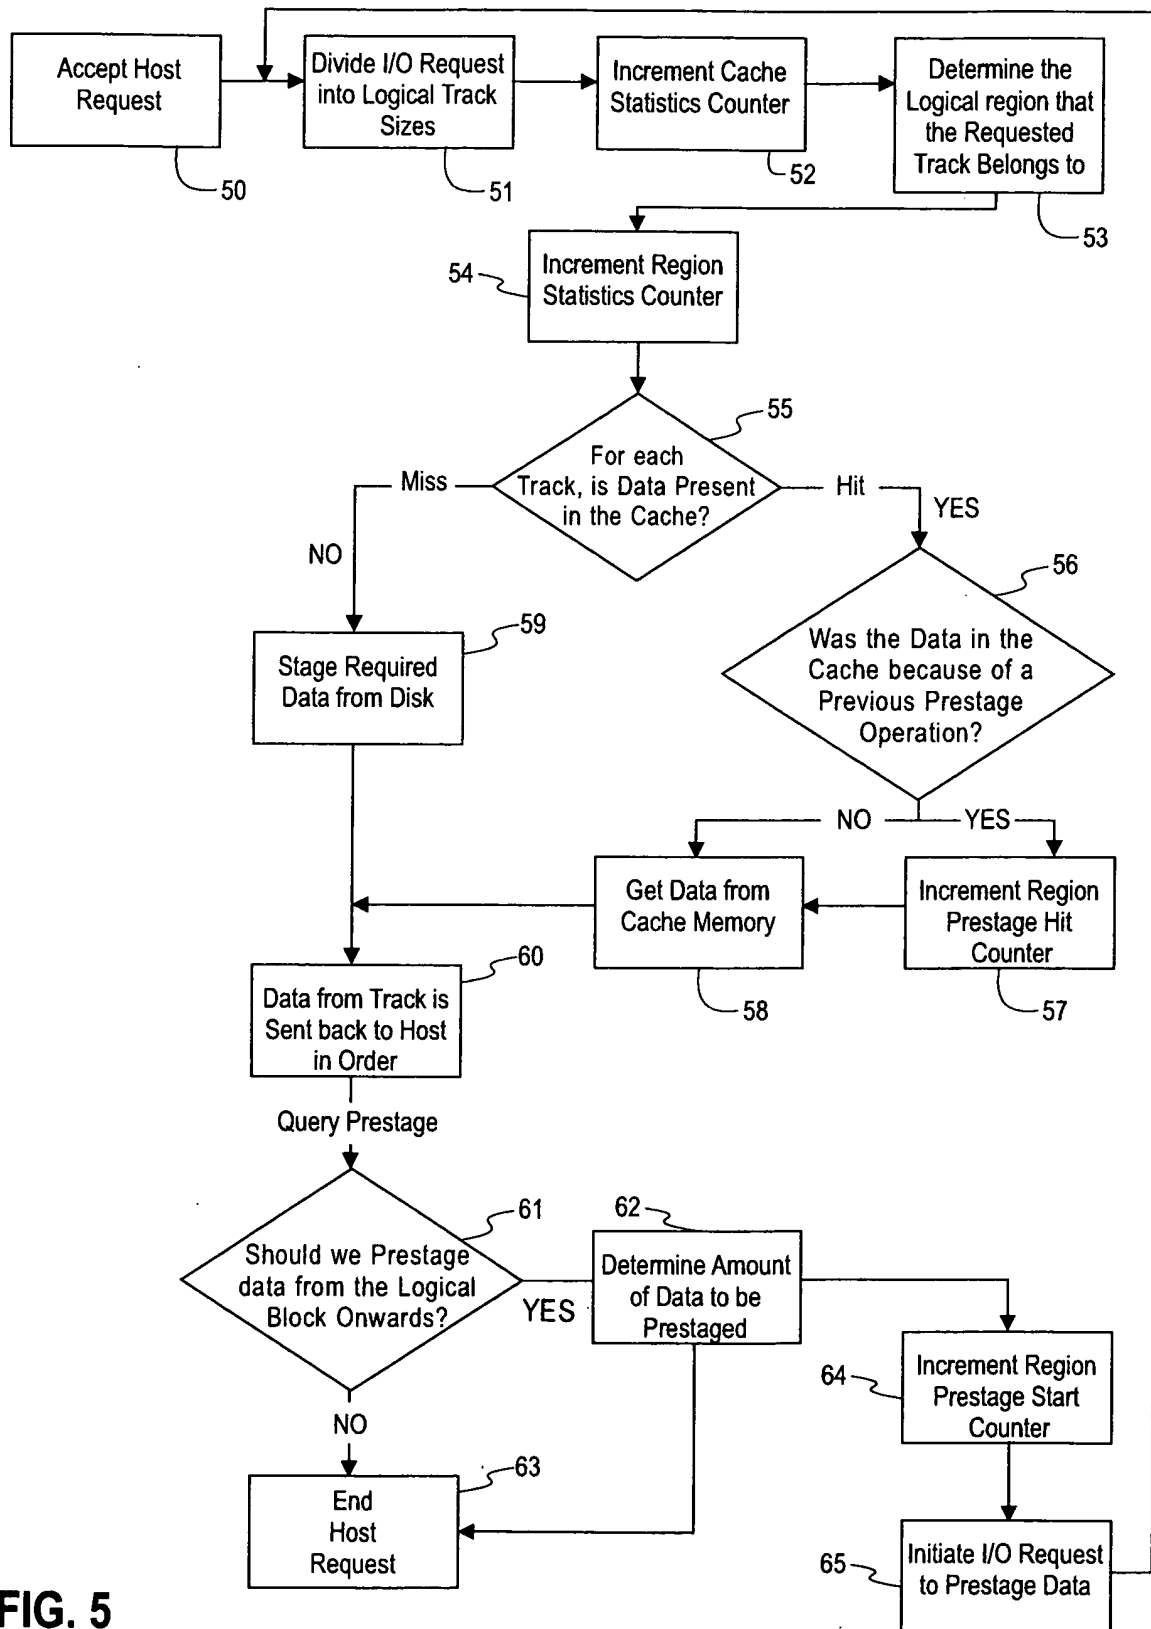 Accept Host
Request
50
Divide I/O Request
into Logical Track
Sizes
51
Increment Cache
Statistics Counter
52
Determine the
Logical region that
the Requested
Track Belongs to
53
54
Increment Region
Statistics Counter
55
For each
Track, is Data Present
in the Cache?
Miss
NO
Hit
YES
56
Was the Data in the
Cache because of a
Previous Prestage
Operation?
59
Stage Required
Data from Disk
NO
YES
Get Data from
Cache Memory
58
Increment Region
Prestage Hit
Counter
57
60
Data from Track is
Sent back to Host
in Order
Query Prestage
61
Should we Prestage
data from the Logical
Block Onwards?
YES
62
Determine Amount
of Data to be
Prestaged
NO
63
End
Host
Request
64
Increment Region
Prestage Start
Counter
65
Initiate I/O Request
to Prestage Data
FIG. 5